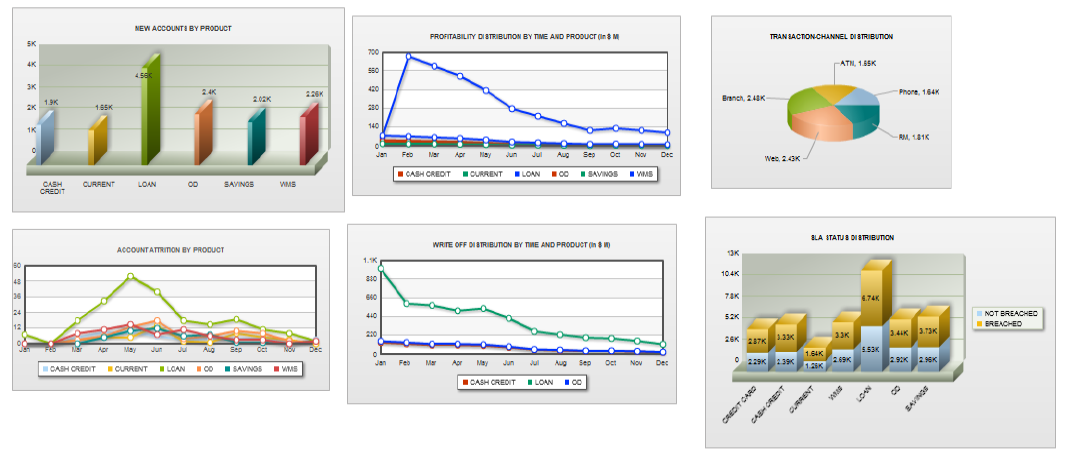 NEW ACCOUNTS BY PRODUCT
5K
4K
3K
2K
1K
0
1.9K
1.65K
4.56K
2.4K
2.02K
2.26K
CASH CREDIT
CURRENT
LOAN
OD
SAVINGS
WMS
PROFITABILITY DISTRIBUTION BY TIME AND PRODUCT (in $ M)
700
560
420
280
140
0
Jan Feb Mar Apr May Jun Jul Aug Sep Oct Nov Dec
CASH CREDIT CURRENT LOAN OD SAVINGS WMS
TRANSACTION-CHANNEL DISTRIBUTION
ATM, 1.65K
Phone, 1.64K
RM, 1.81K
Web, 2.43K
Branch, 2.48K
ACCOUNT ATTRITION BY PRODUCT
60
48
36
24
12
0
Jan Feb Mar Apr May Jun Jul Aug Sep Oct Nov Dec
CASH CREDIT CURRENT LOAN OD SAVINGS WMS
WRITE OFF DISTRIBUTION BY TIME AND PRODUCT (in $ M)
1.1K
880
660
440
220
0
Jan Feb Mar Apr May Jun Jul Aug Sep Oct Nov Dec
CASH CREDIT LOAN OD
SLA STATUS DISTRIBUTION
13K
10.4K
7.8K
5.2K
2.6K
0
2.87K
3.33K
1.64K
3.3K
6.74K
3.44K
3.73K
2.29K
2.39K
2.69K
5.53K
2.92K
2.96K
CREDIT CARD
CASH CREDIT
CURRENT
WMS
LOAN
OD
SAVINGS
NOT BREACHED
BREACHED